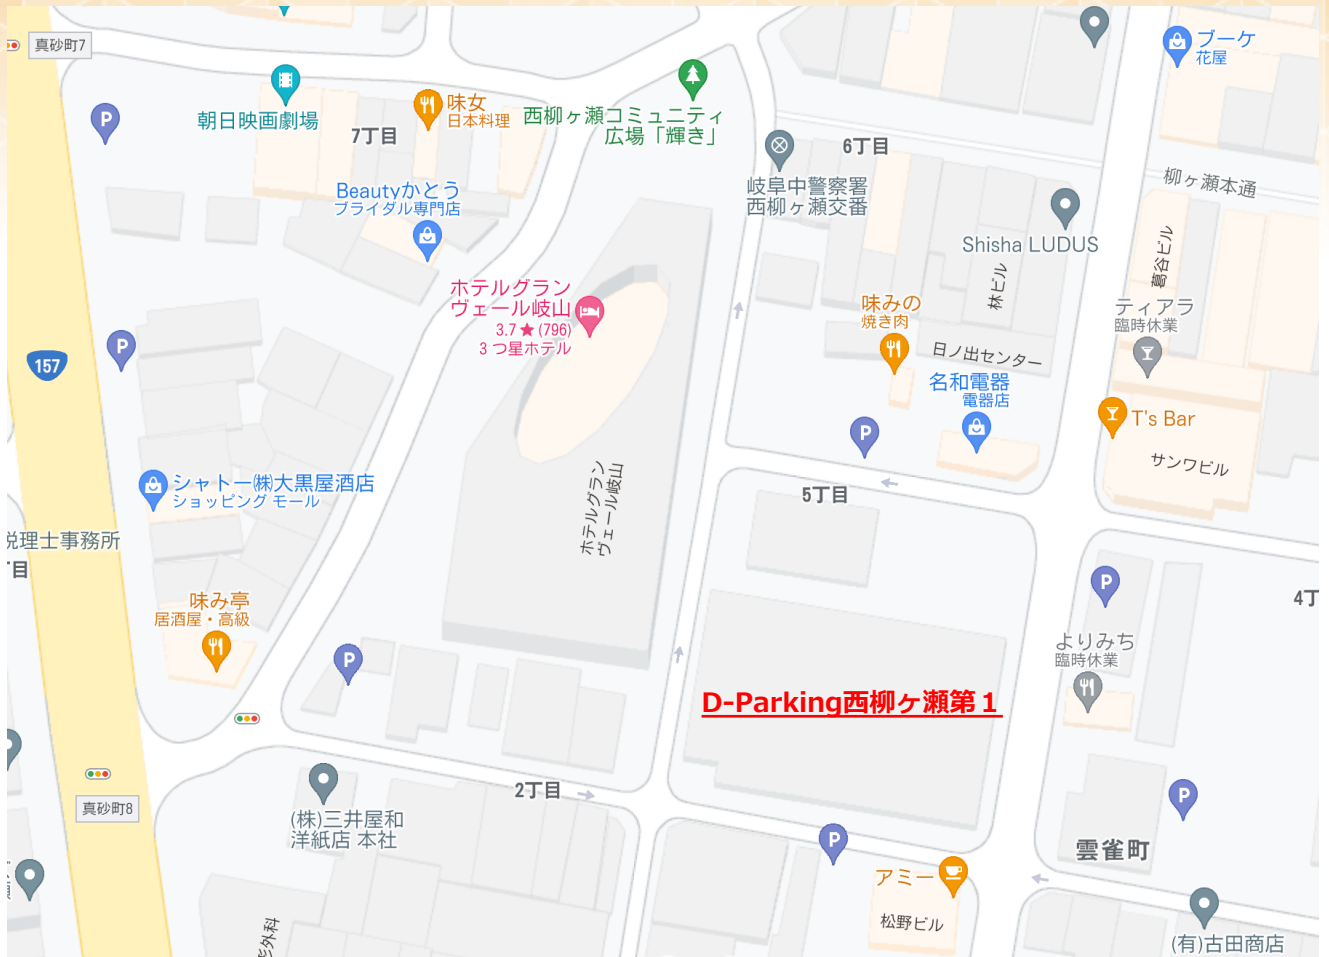 真砂町7
ブーケ
花屋
朝日映画劇場
味女
日本料理
7丁目
西柳ヶ瀬コミュニティ
広場「輝き」
6丁目
岐阜中警察署
西柳ヶ瀬交番
柳ヶ瀬本通
Beautyかとう
ブライダル専門店
Shisha LUDUS
葛谷ビル
林ビル
ホテルグラン
ヴェール岐山
3.7★(796)
3 つ星ホテル
味みの
焼き肉
ティアラ
臨時休業
日ノ出センター
157
名和電器
電器店
T's Bar
サンワビル
シャトー㈱大黒屋酒店
ショッピング モール
5丁目
ホテルグラン
ヴェール岐山
税理士事務所
丁目
味み亭
居酒屋・高級
4丁
よりみち
臨時休業
D-Parking西柳ヶ瀬第１
2丁目
真砂町8
(株)三井屋和
洋紙店 本社
雲雀町
アミー
松野ビル
(有)古田商店
P
P
P
P
P
P
P